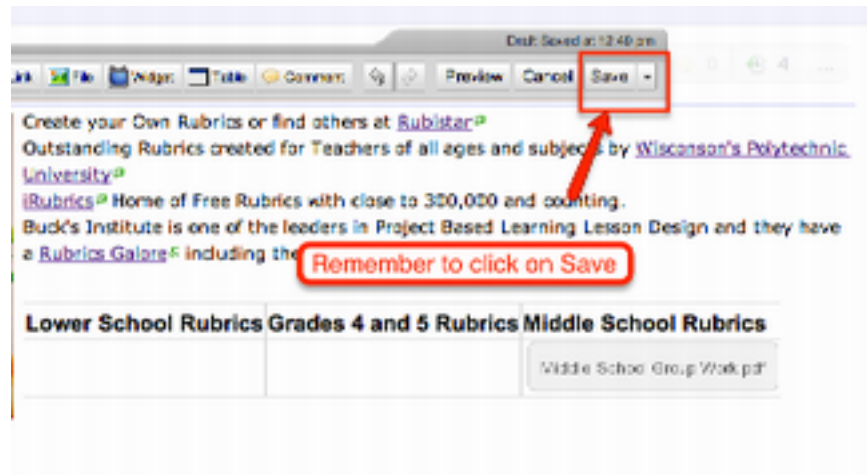 Draft Saved at 12:49 pm
Link File Widget Table Comment Preview Cancel Save
4 ...
Create your Own Rubrics or find others at Rubistar
Outstanding Rubrics created for Teachers of all ages and subjects by Wisconsin's Polytechnic
University
iRubrics Home of Free Rubrics with close to 300,000 and counting.
Buck's Institute is one of the leaders in Project Based Learning Lesson Design and they have
a Rubrics Galore including the
Remember to click on Save
Lower School Rubrics Grades 4 and 5 Rubrics Middle School Rubrics
Middle School Group Work.pdf